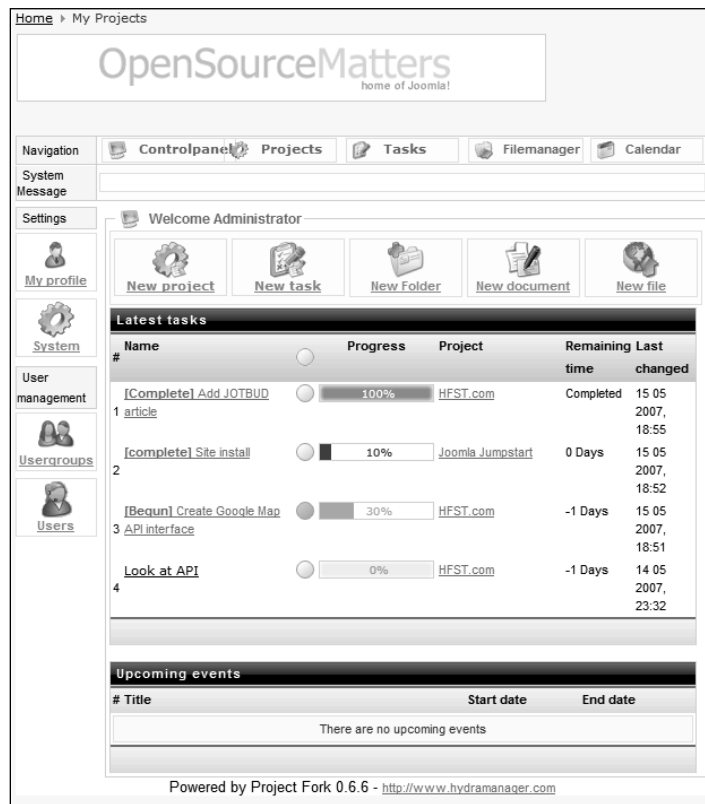 Home My Projects
OpenSourceMatters
home of Joomla!
Navigation Controlpanel Projects Tasks Filemanager Calendar
System
Message
Settings Welcome Administrator
My profile New project New task New Folder New document New file
System
User
management
Usergroups
Users
Latest tasks
# Name Progress Project Remaining time Last changed
[Complete] Add JOTBUD 100% HFST.com Completed 15 05
1 article 2007,
18:55
[complete] Site install 10% Joomla Jumpstart 0 Days 15 05
2 2007,
18:52
[Begun] Create Google Map 30% HFST.com -1 Days 15 05
3 API interface 2007,
18:51
Look at API 0% HFST.com -1 Days 14 05
4 2007,
23:32
Upcoming events
# Title Start date End date
There are no upcoming events
Powered by Project Fork 0.6.6 - http://www.hydramanager.com